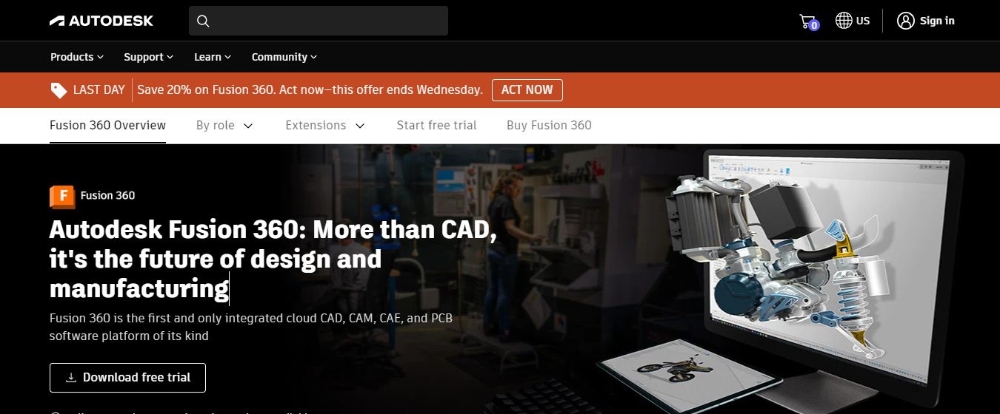 AUTODESK
0
US
Sign in
Products
Support
Learn
Community
LAST DAY
Save 20% on Fusion 360. Act now—this offer ends Wednesday.
ACT NOW
Fusion 360 Overview
By role
Extensions
Start free trial
Buy Fusion 360
F
Fusion 360
Autodesk Fusion 360: More than CAD,
it's the future of design and
manufacturing
Fusion 360 is the first and only integrated cloud CAD, CAM, CAE, and PCB
software platform of its kind
Download free trial